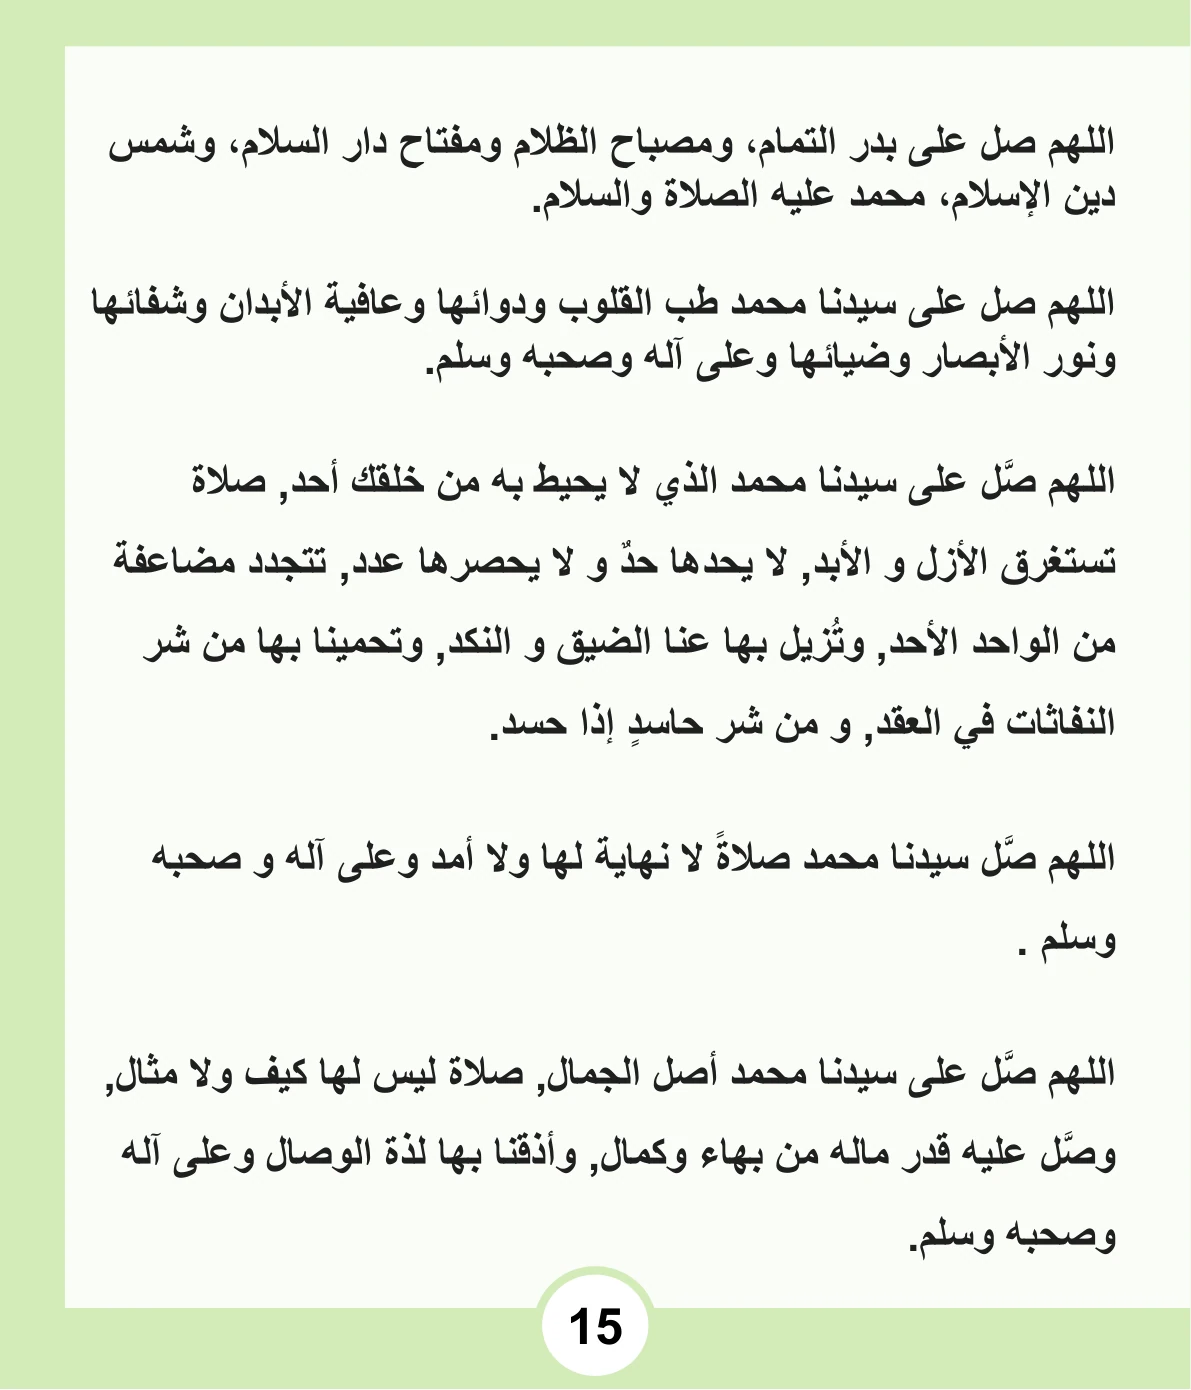 اللهم صل على بدر التمام، ومصباح الظلام ومفتاح دار السلام، وشمس
دين الإسلام، محمد عليه الصلاة والسلام.
اللهم صل على سيدنا محمد طب القلوب ودوائها وعافية الأبدان وشفائها
ونور الأبصار وضيائها وعلى آله وصحبه وسلم.
اللهم صَّل على سيدنا محمد الذي لا يحيط به من خلقك أحد, صلاة
تستغرق الأزل و الأبد, لا يحدها حدٌ و لا يحصرها عدد, تتجدد مضاعفة
من الواحد الأحد, وتُزيل بها عنا الضيق و النكد, وتحمينا بها من شر
النفاثات في العقد, و من شر حاسدٍ إذا حسد.
اللهم صَّل سيدنا محمد صلاةً لا نهاية لها ولا أمد وعلى آله و صحبه
وسلم .
اللهم صَّل على سيدنا محمد أصل الجمال, صلاة ليس لها كيف ولا مثال,
وصَّل عليه قدر ماله من بهاء وكمال, وأذقنا بها لذة الوصال وعلى آله
وصحبه وسلم.
15